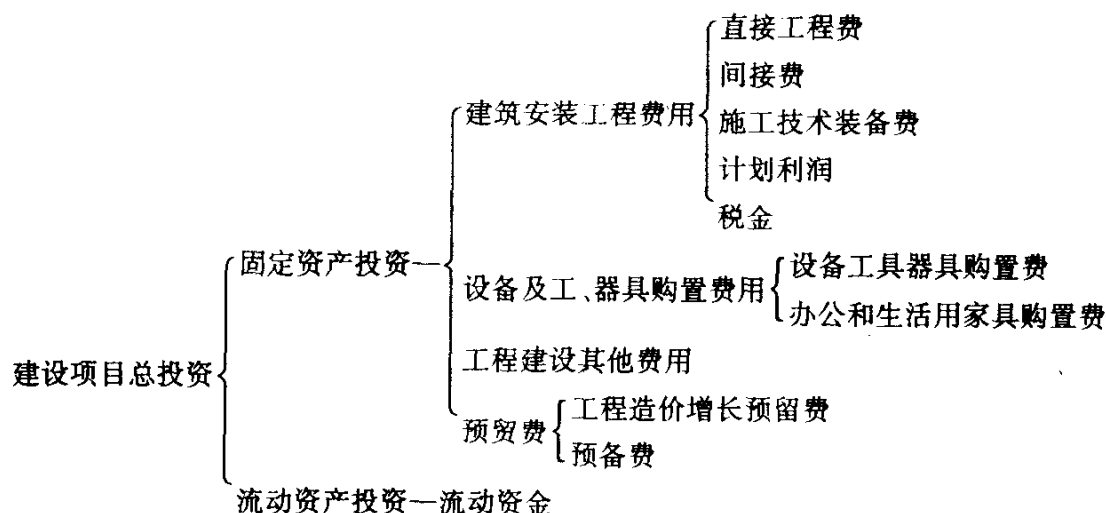 直接工程费
间接费
建筑安装工程费用
施工技术装备费
计划利润
税金
固定资产投资
设备工具器具购置费
设备及工、器具购置费用
办公和生活用家具购置费
建设项目总投资
工程建设其他费用
工程造价增长预留费
预贸费
预备费
流动资产投资—流动资金